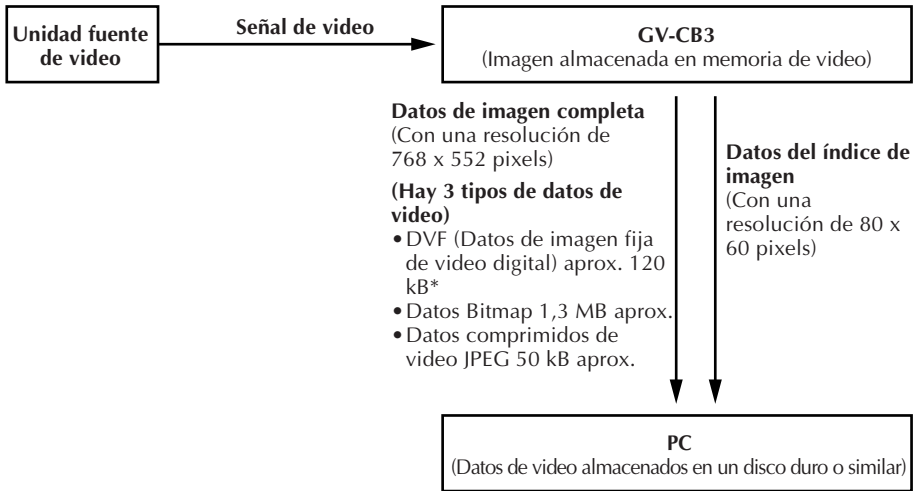 Unidad fuente
de video
Señal de video
GV-CB3
(Imagen almacenada en memoria de video)
Datos de imagen completa
(Con una resolución de
768 x 552 pixels)
(Hay 3 tipos de datos de
video)
•DVF (Datos de imagen fija
de video digital) aprox. 120
kB*
•Datos Bitmap 1,3 MB aprox.
•Datos comprimidos de
video JPEG 50 kB aprox.
Datos del índice de
imagen
(Con una
resolución de 80 x
60 pixels)
PC
(Datos de video almacenados en un disco duro o similar)